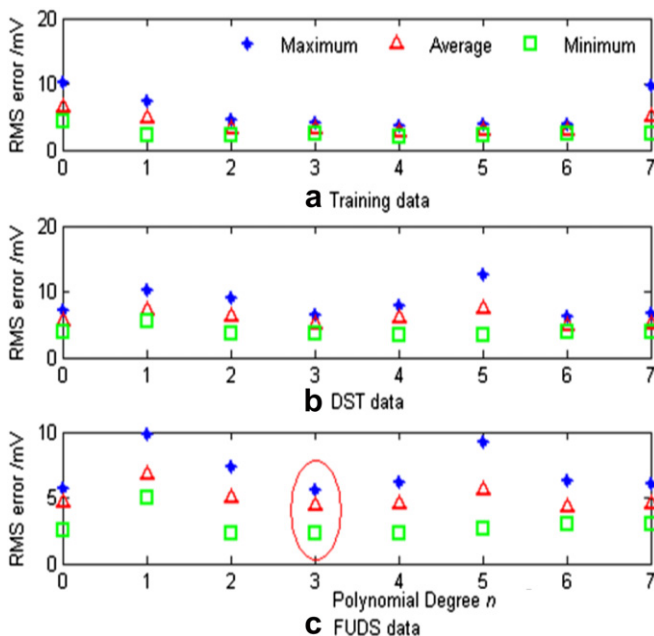 20
10
0
RMS error /mV
Maximum
Average
Minimum
0 1 2 3 4 5 6 7
a Training data
20
10
0
RMS error /mV
0 1 2 3 4 5 6 7
b DST data
10
5
0
RMS error /mV
0 1 2 3 4 5 6 7
Polynomial Degree n
c FUDS data